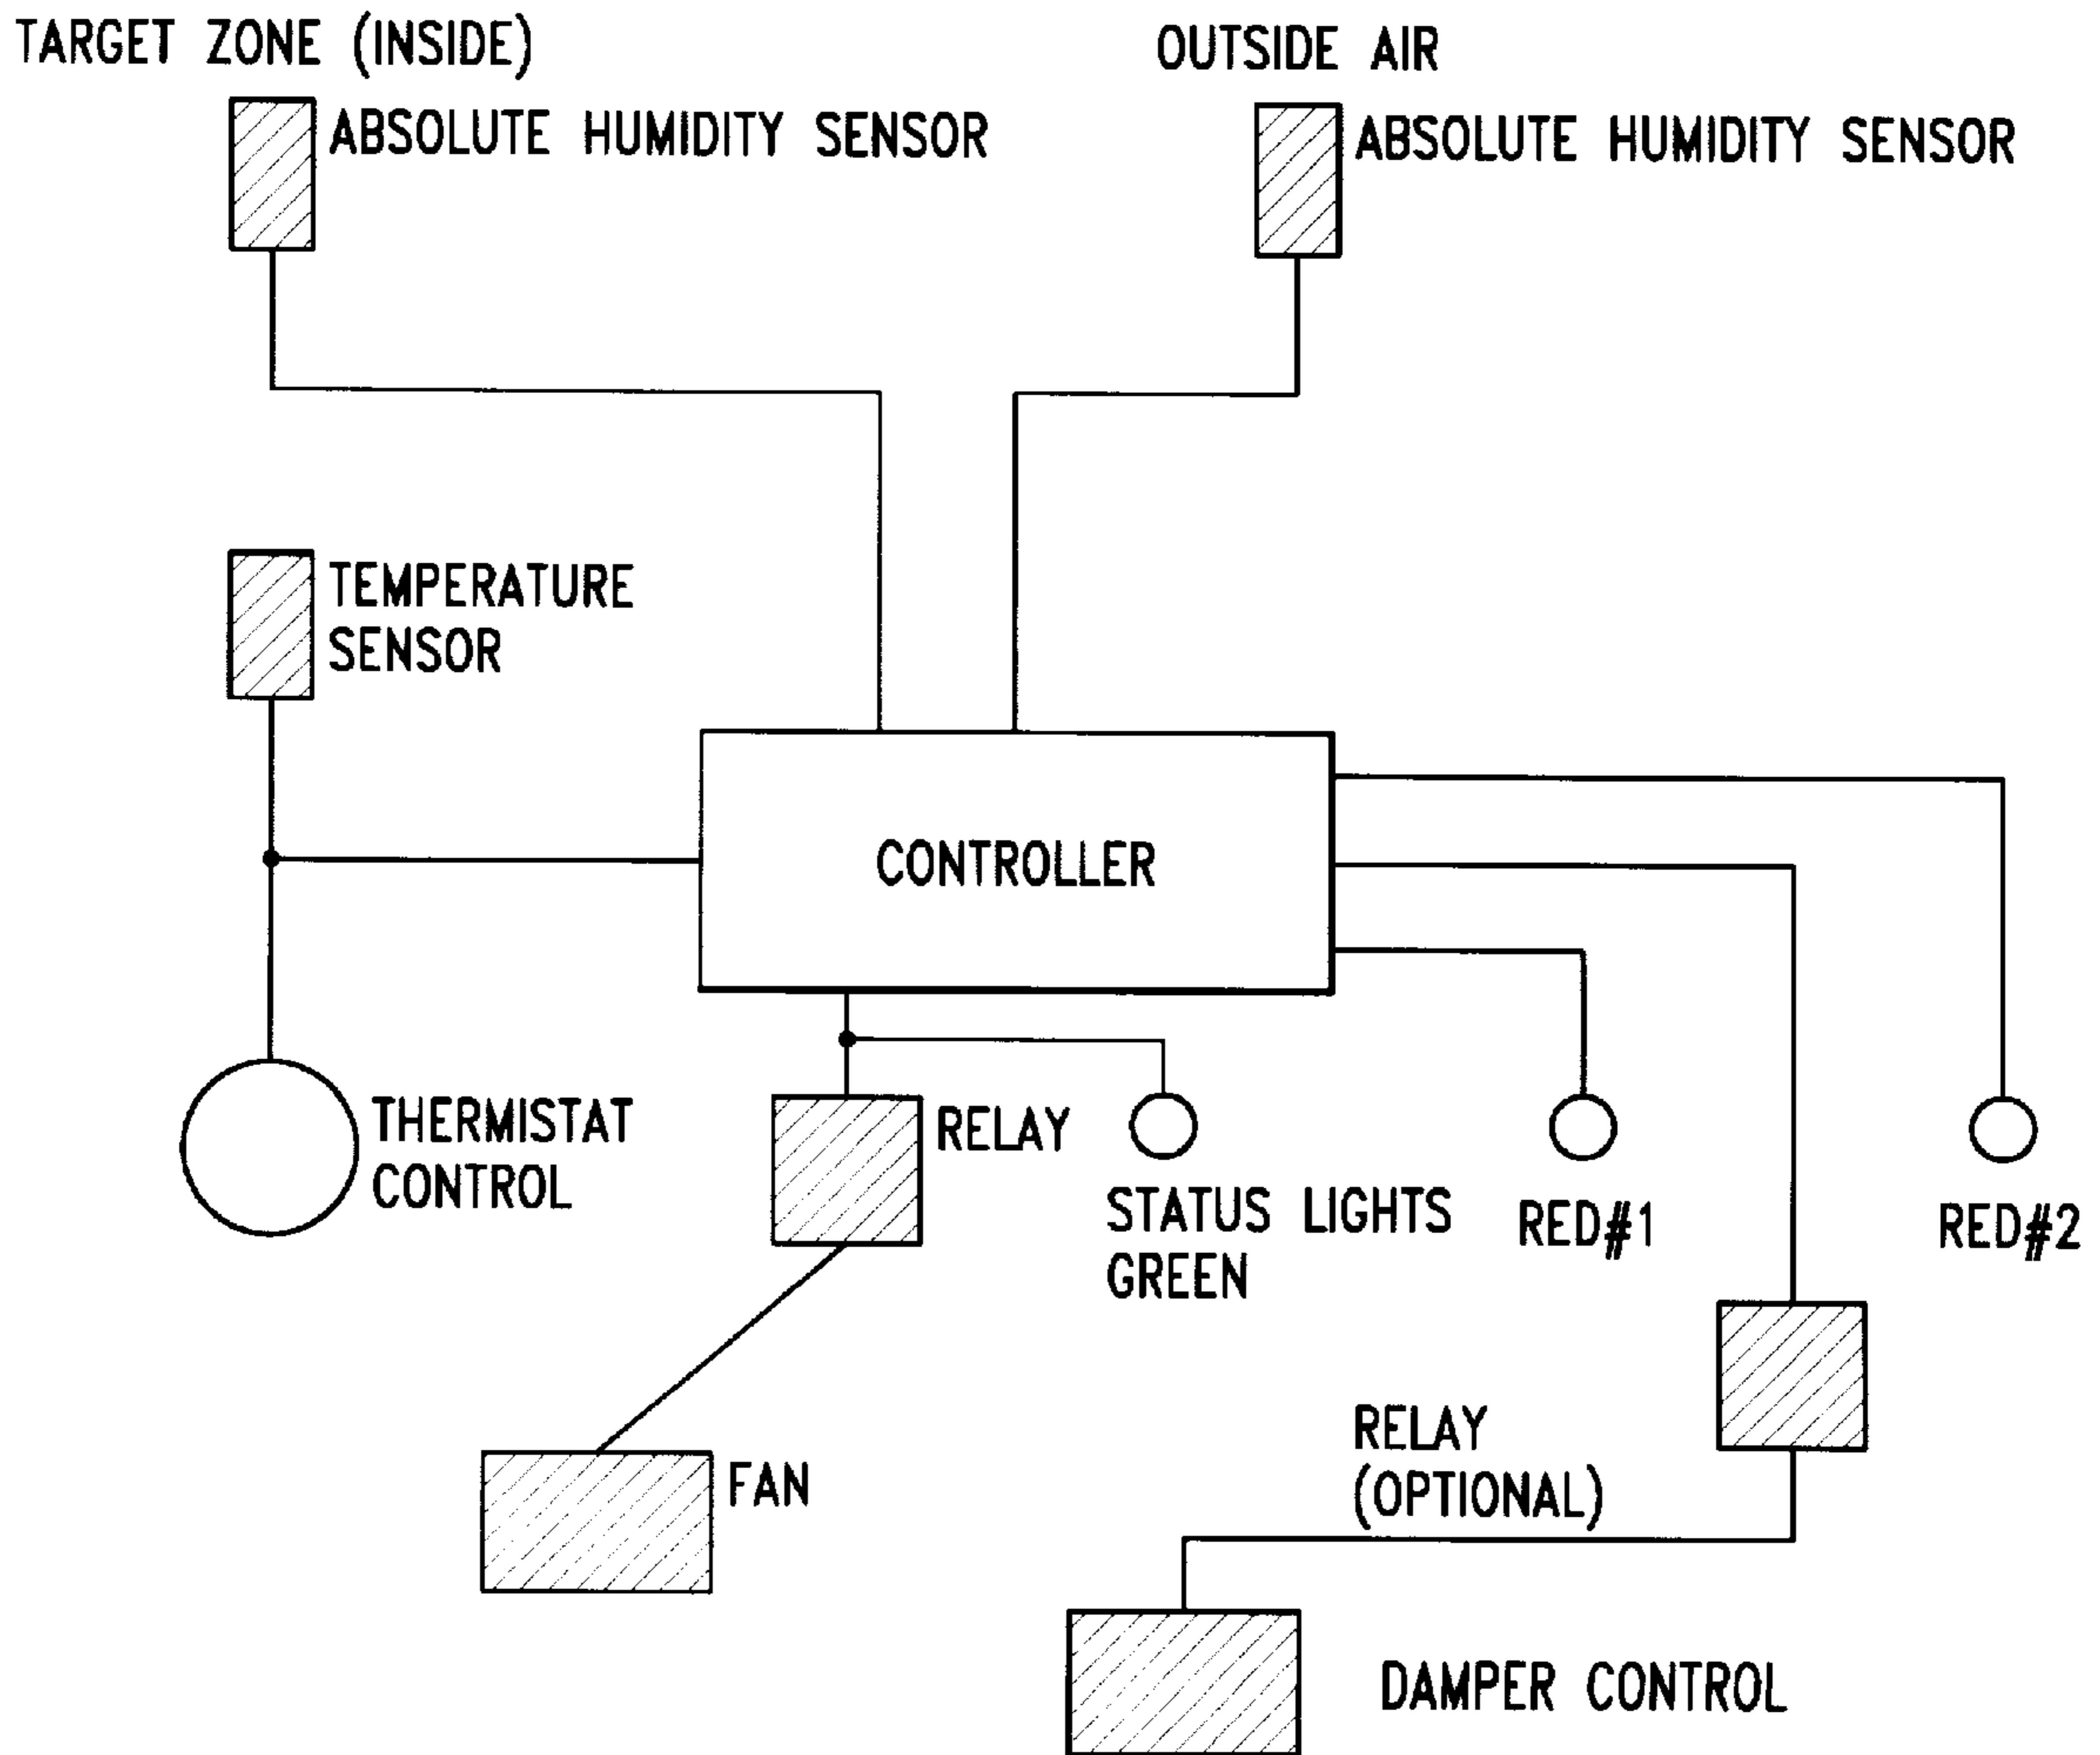 TARGET ZONE (INSIDE)
OUTSIDE AIR
ABSOLUTE HUMIDITY SENSOR
ABSOLUTE HUMIDITY SENSOR
TEMPERATURE
SENSOR
CONTROLLER
THERMISTAT
CONTROL
RELAY
STATUS LIGHTS
GREEN
RED#1
RED#2
RELAY
(OPTIONAL)
FAN
DAMPER CONTROL